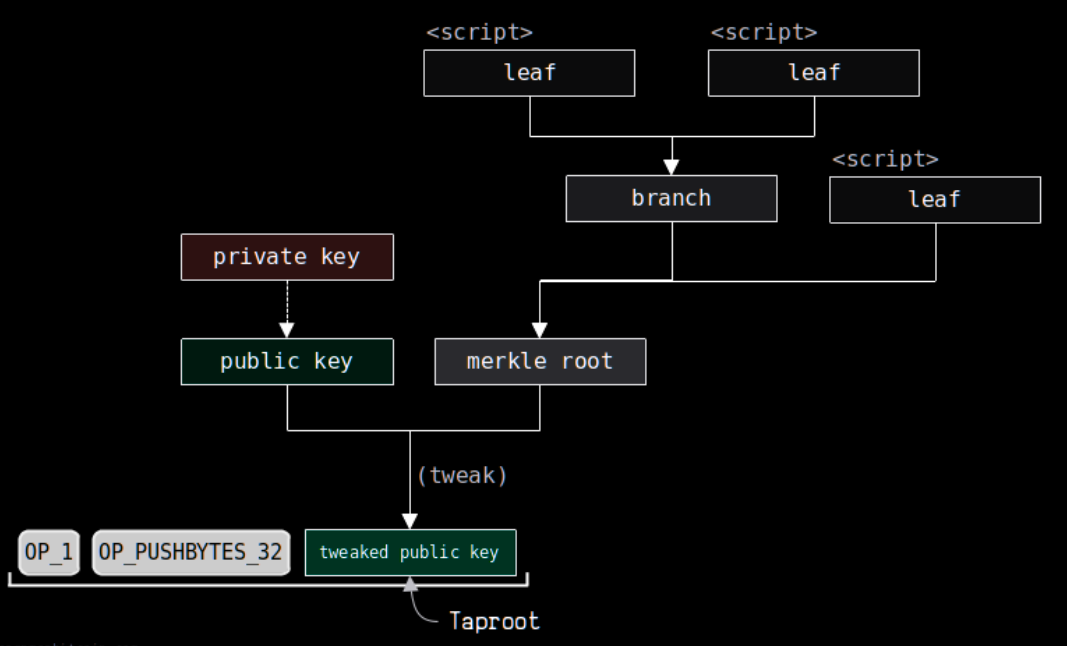 <script> <script>
leaf leaf
<script>
branch leaf
private key
public key merkle root
(tweak)
OP_1 OP_PUSHBYTES_32 tweaked public key
Taproot